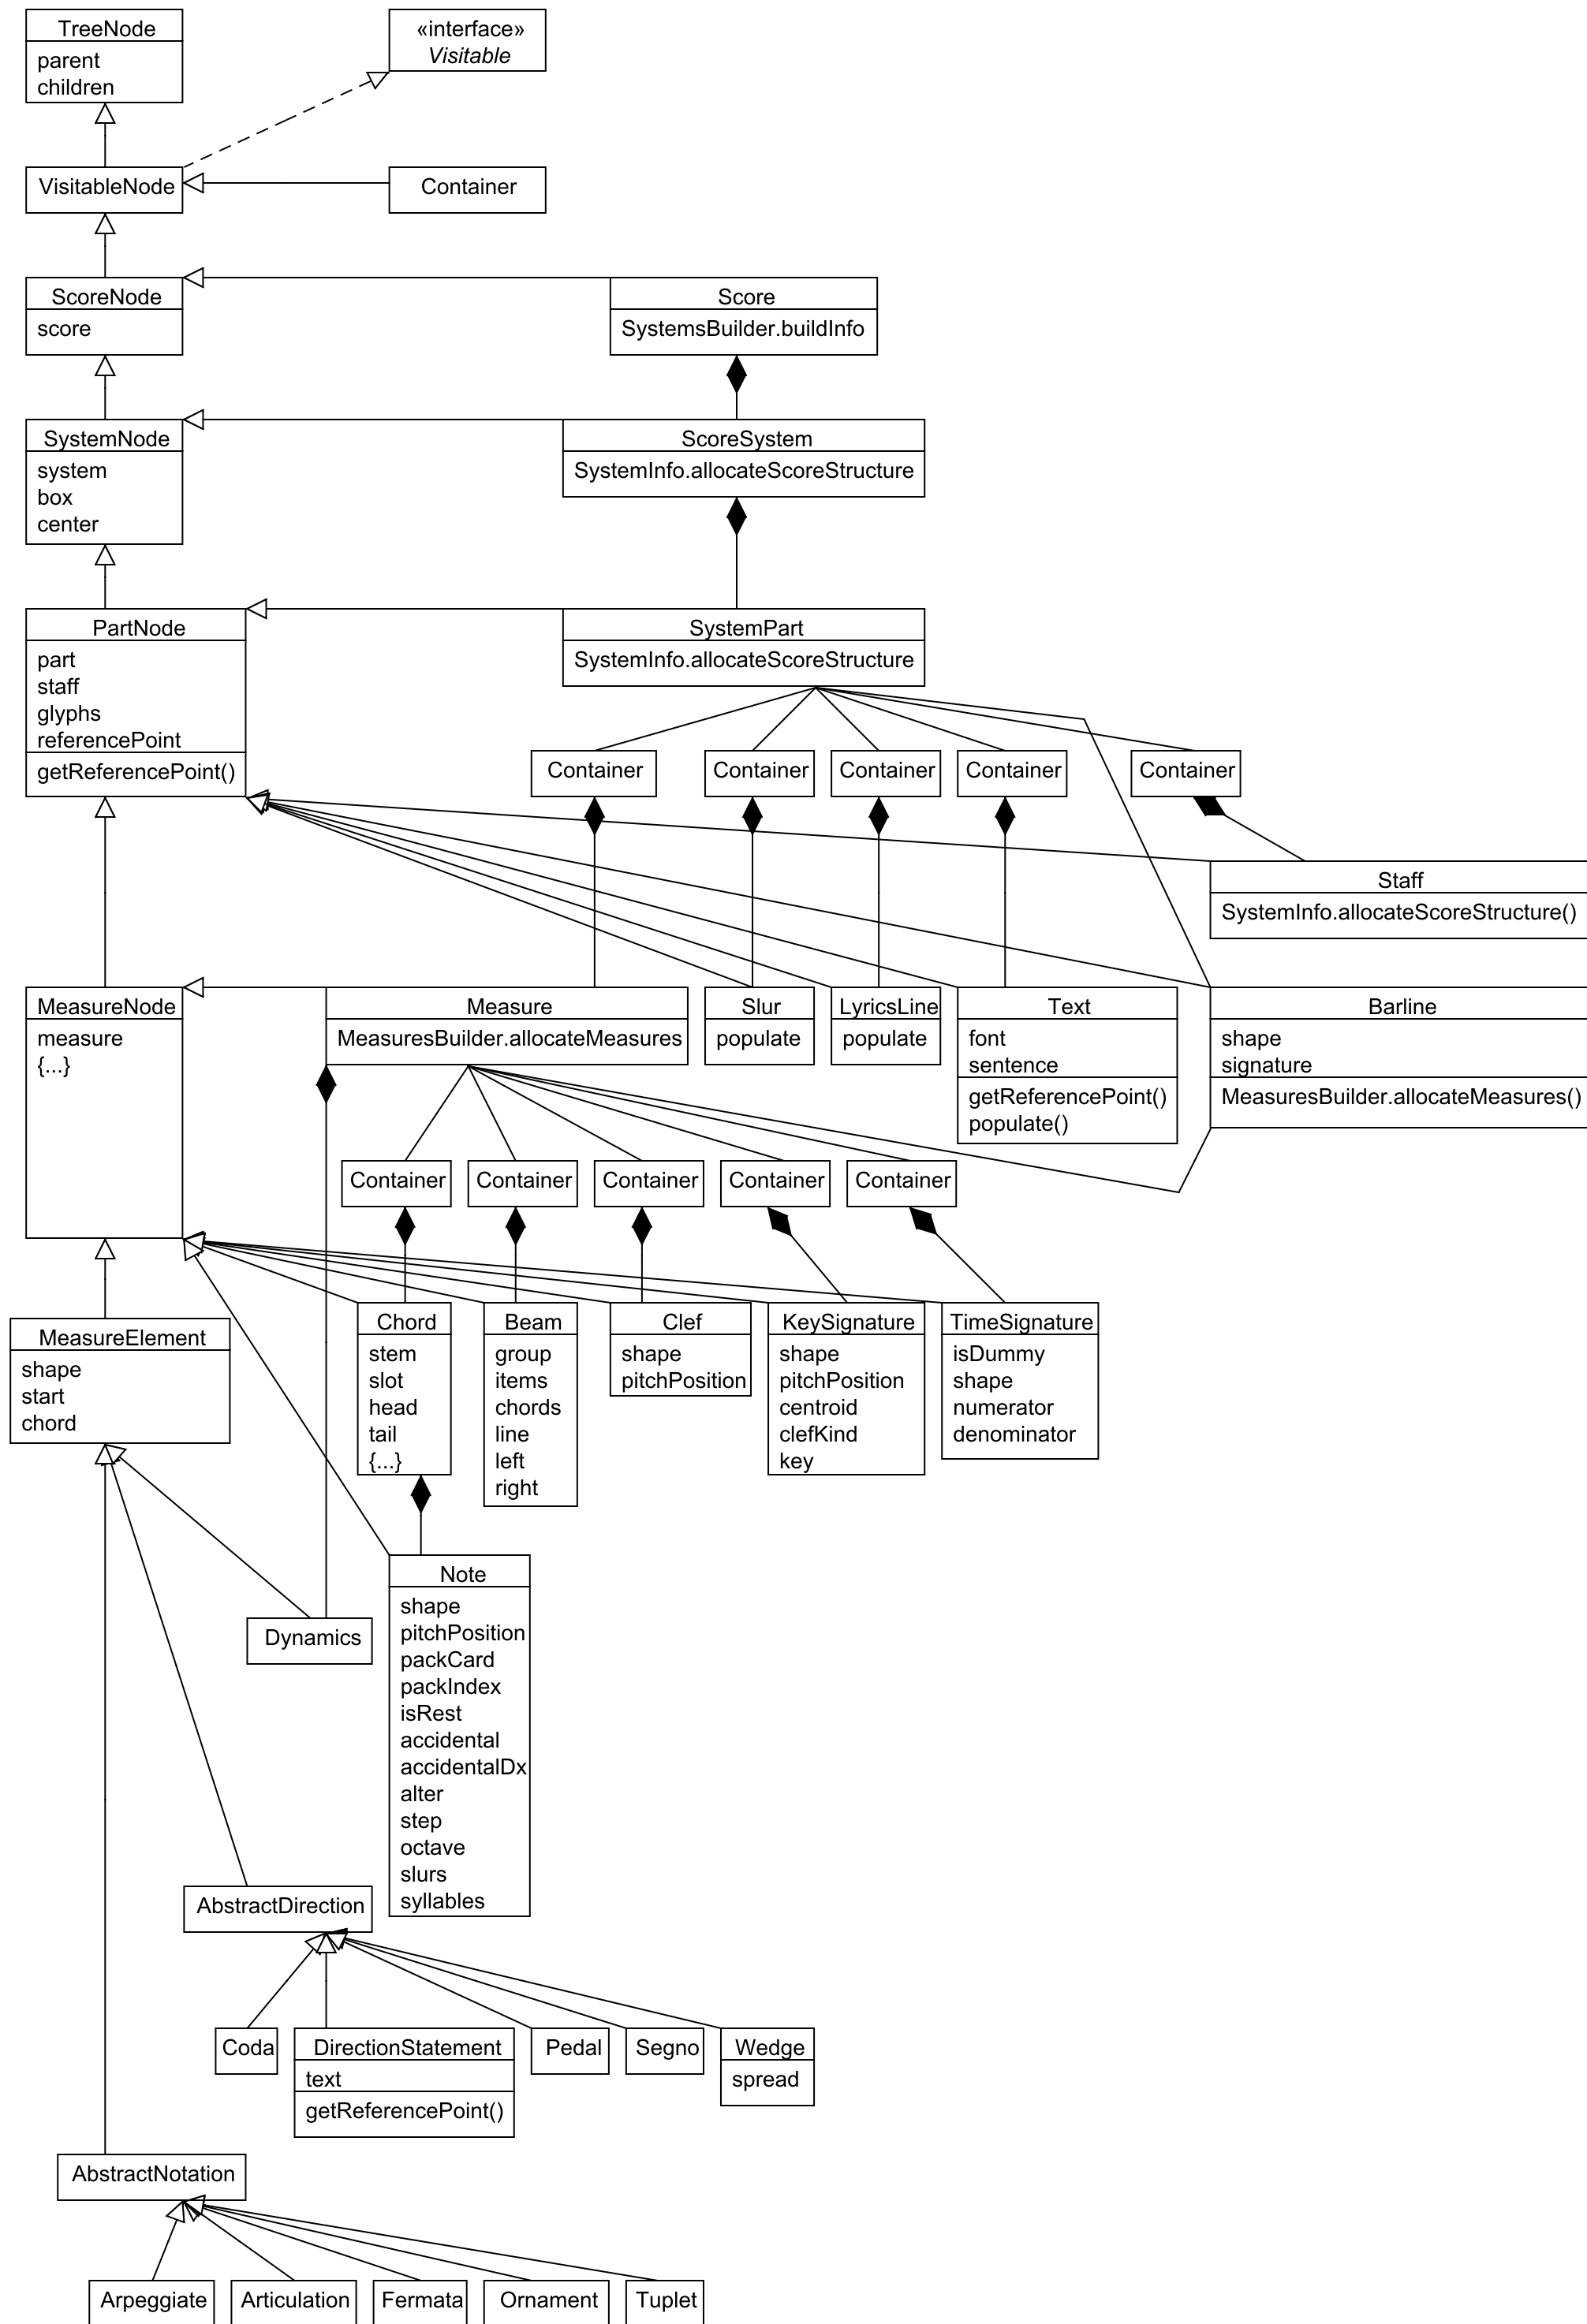 TreeNode
parent
children
«interface»
Visitable
VisitableNode
Container
ScoreNode
score
Score
SystemsBuilder.buildInfo
SystemNode
system
box
center
ScoreSystem
SystemInfo.allocateScoreStructure
PartNode
part
staff
glyphs
referencePoint
getReferencePoint()
SystemPart
SystemInfo.allocateScoreStructure
Container
Container
Container
Container
Container
Staff
SystemInfo.allocateScoreStructure()
MeasureNode
measure
{...}
Measure
MeasuresBuilder.allocateMeasures
Slur
populate
LyricsLine
populate
Text
font
sentence
getReferencePoint()
populate()
Barline
shape
signature
MeasuresBuilder.allocateMeasures()
Container
Container
Container
Container
Container
MeasureElement
shape
start
chord
Chord
stem
slot
head
tail
{...}
Beam
group
items
chords
line
left
right
Clef
shape
pitchPosition
KeySignature
shape
pitchPosition
centroid
clefKind
key
TimeSignature
isDummy
shape
numerator
denominator
Dynamics
Note
shape
pitchPosition
packCard
packIndex
isRest
accidental
accidentalDx
alter
step
octave
slurs
syllables
AbstractDirection
Coda
DirectionStatement
text
getReferencePoint()
Pedal
Segno
Wedge
spread
AbstractNotation
Arpeggiate
Articulation
Fermata
Ornament
Tuplet